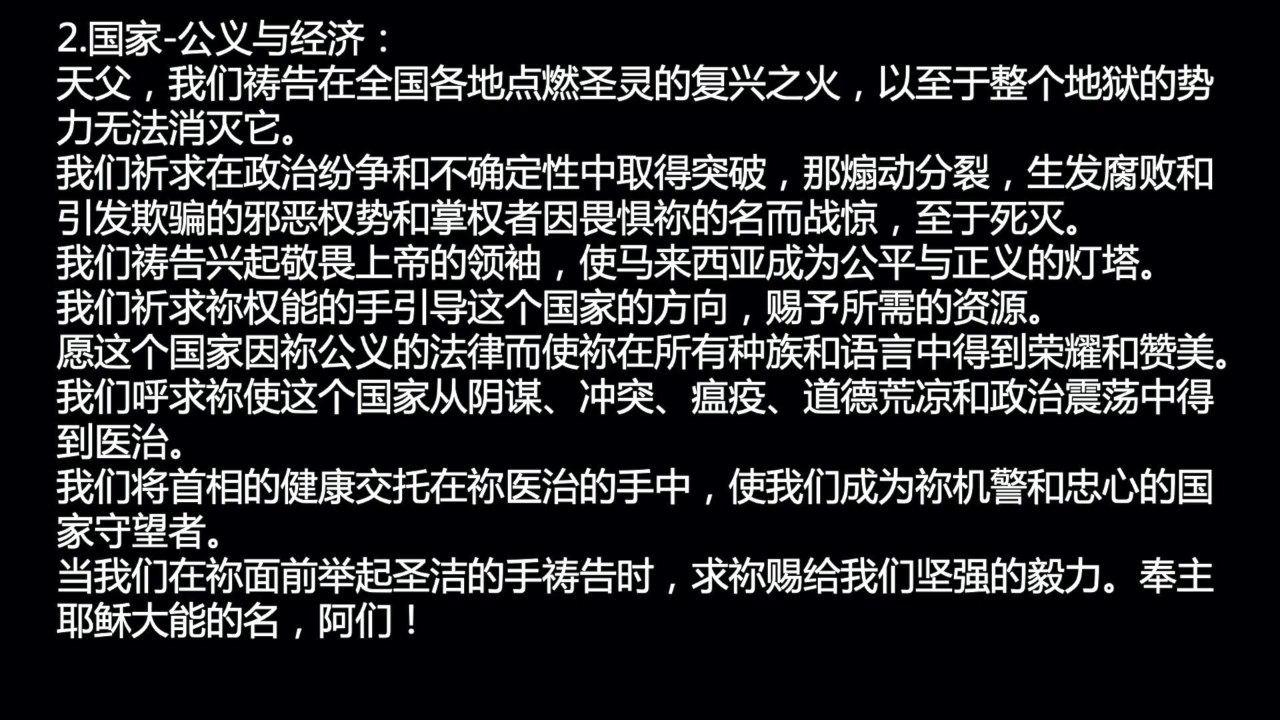 2.国家-公义与经济：
天父，我们祷告在全国各地点燃圣灵的复兴之火，以至于整个地狱的势
力无法消灭它。
我们祈求在政治纷争和不确定性中取得突破，那煽动分裂，生发腐败和
引发欺骗的邪恶权势和掌权者因畏惧祢的名而战惊，至于死灭。
我们祷告兴起敬畏上帝的领袖，使马来西亚成为公平与正义的灯塔。
我们祈求祢权能的手引导这个国家的方向，赐予所需的资源。
愿这个国家因祢公义的法律而使祢在所有种族和语言中得到荣耀和赞美。
我们呼求祢使这个国家从阴谋、冲突、瘟疫、道德荒凉和政治震荡中得
到医治。
我们将首相的健康交托在祢医治的手中，使我们成为祢机警和忠心的国
家守望者。
当我们在祢面前举起圣洁的手祷告时，求祢赐给我们坚强的毅力。奉主
耶稣大能的名，阿们！